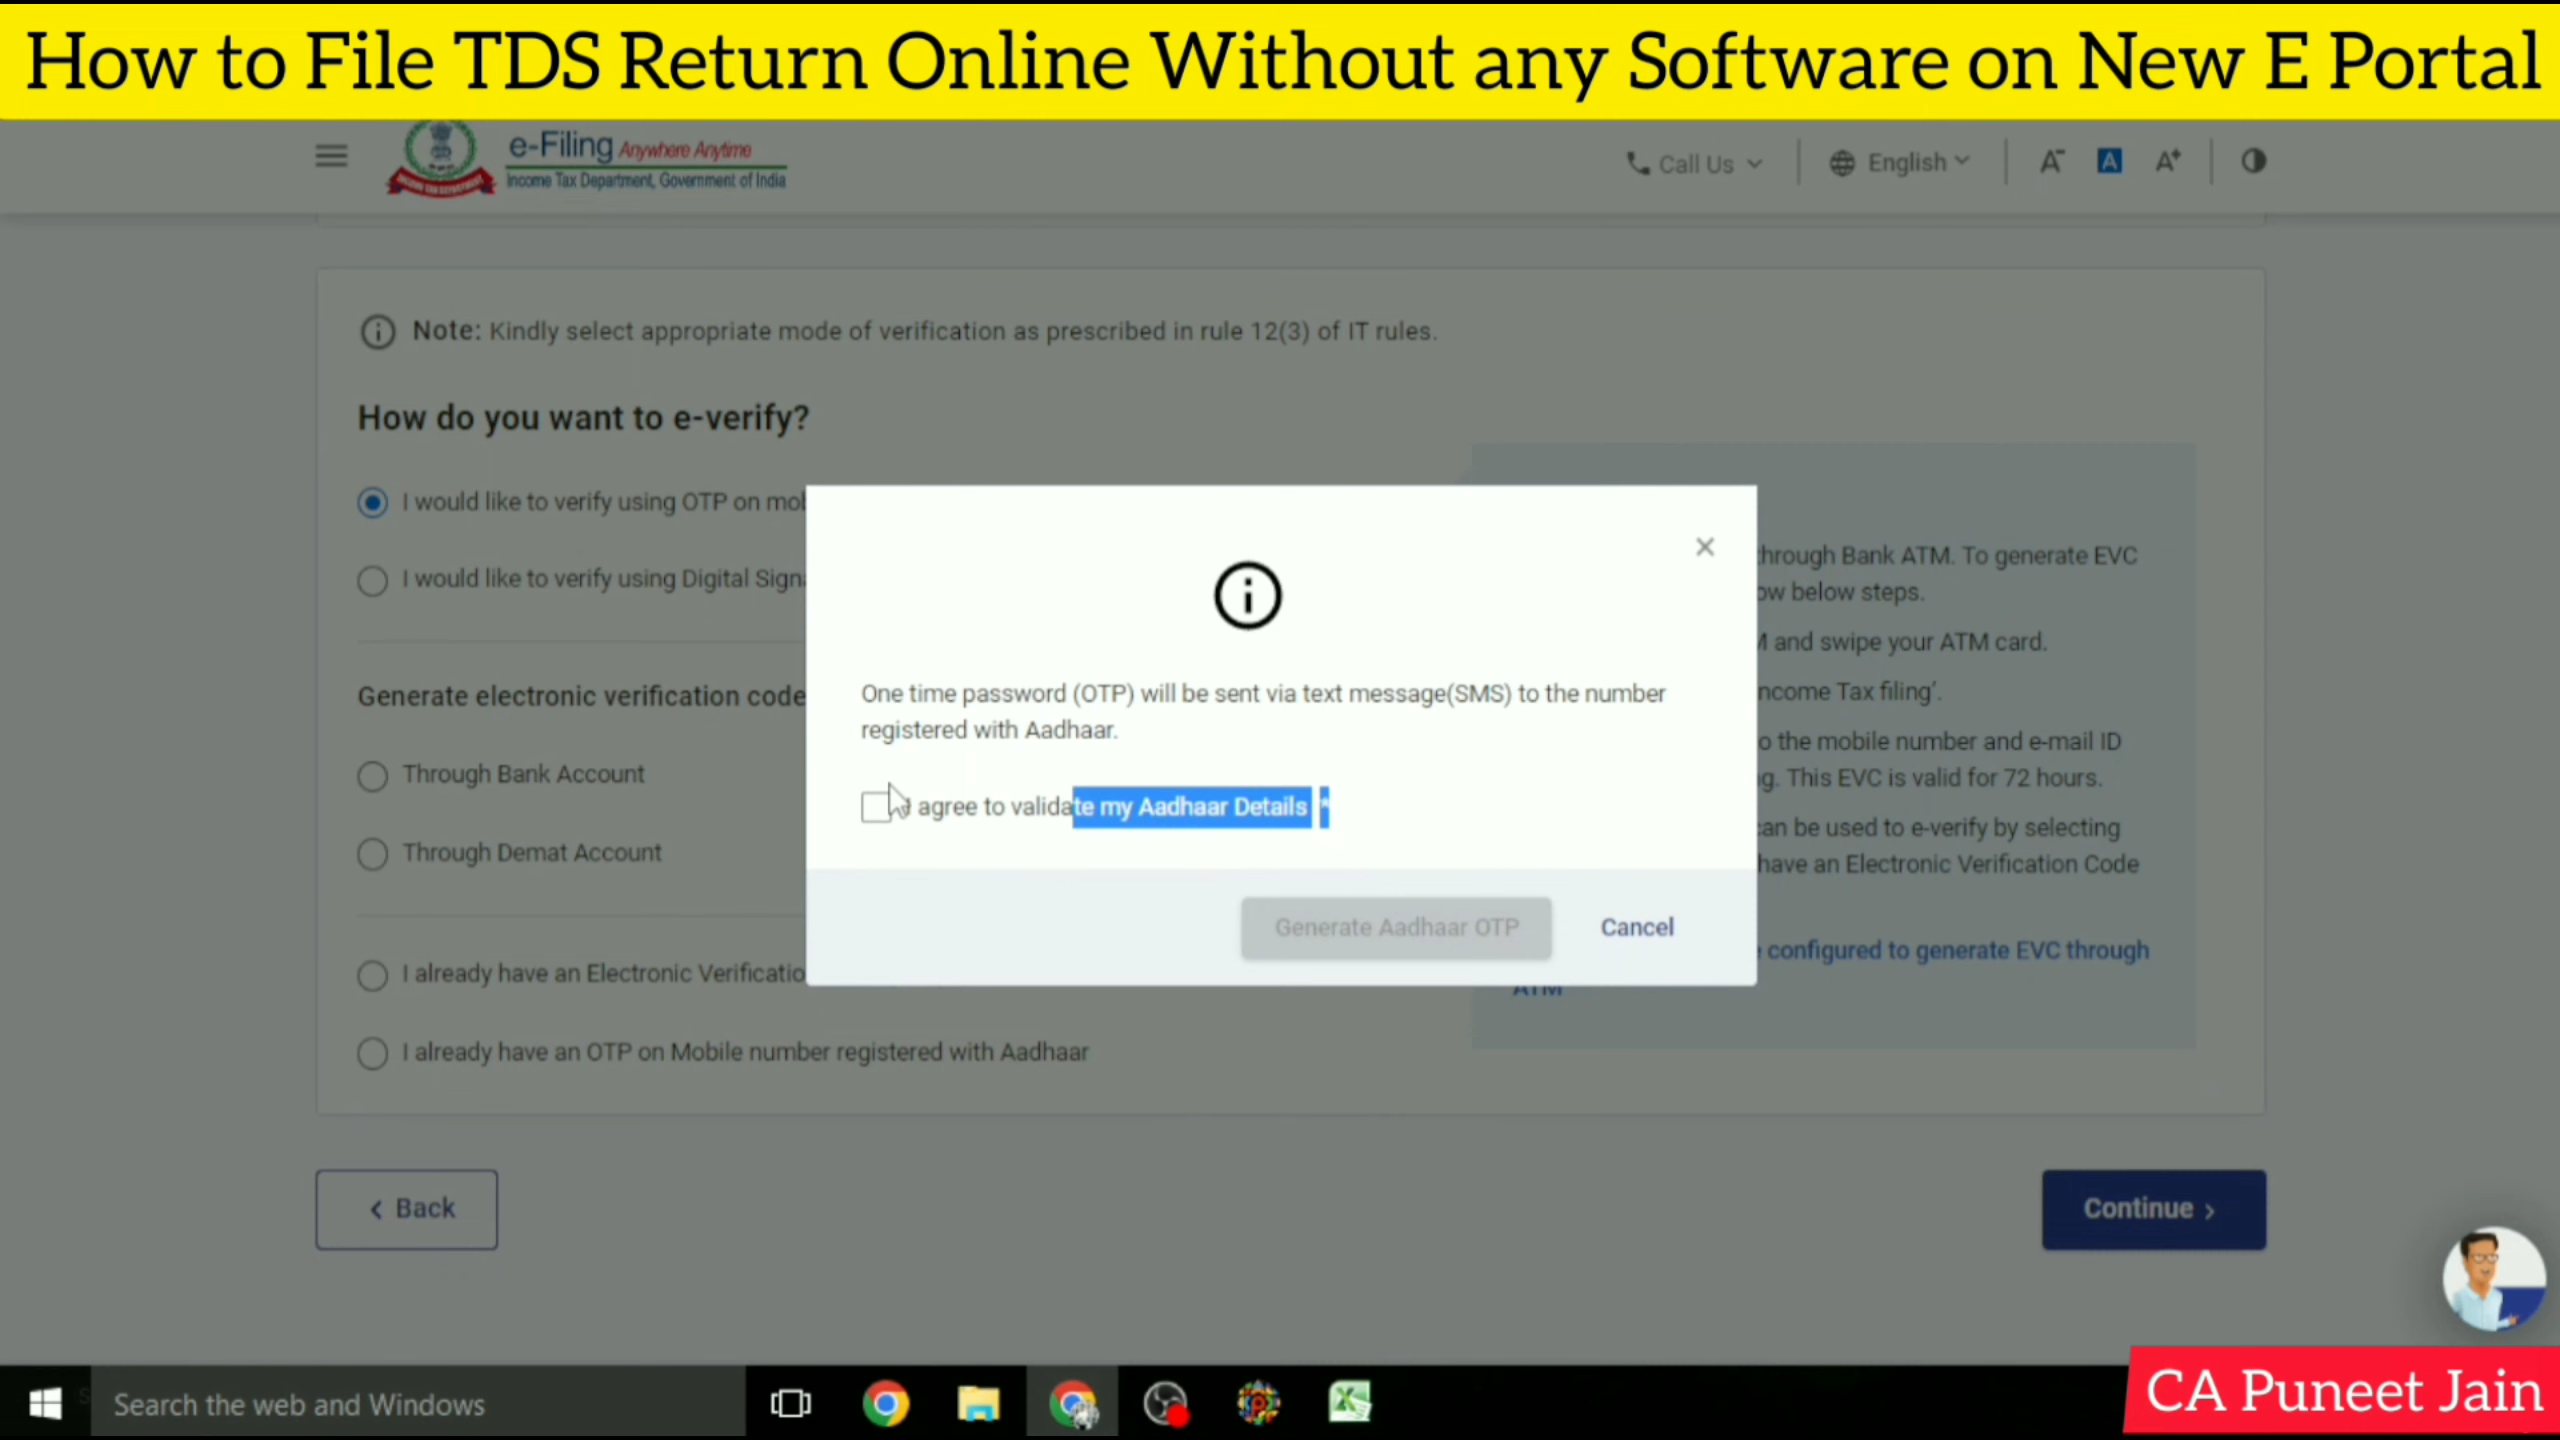 How to File TDS Return Online Without any Software on New E Portal
e-Filing Anywhere Anytime
Income Tax Department, Government of India
Call Us
English
A-
A
A+
Note: Kindly select appropriate mode of verification as prescribed in rule 12(3) of IT rules.
How do you want to e-verify?
I would like to verify using OTP on
I would like to verify using Digital
Generate electronic verification code
Through Bank Account
Through Demat Account
I already have an Electronic
I already have an OTP on Mobile number registered with Aadhaar
One time password (OTP) will be sent via text message(SMS) to the number
registered with Aadhaar.
I agree to validate my Aadhaar Details *
Generate Aadhaar OTP
Cancel
through Bank ATM. To generate EVC
below steps.
and swipe your ATM card.
Income Tax filing'.
to the mobile number and e-mail ID
This EVC is valid for 72 hours.
can be used to e-verify by selecting
have an Electronic Verification Code
configured to generate EVC through
ATM
< Back
Continue >
Search the web and Windows
CA Puneet Jain